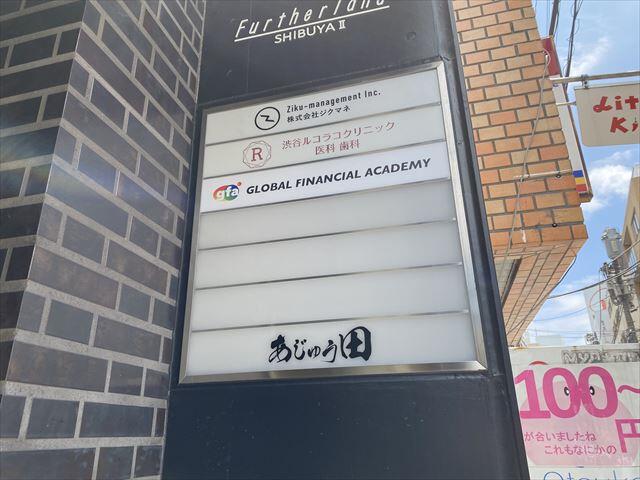 Furtherland
SHIBUYA II
Ziku-management Inc.
株式会社ジクマネ
R
渋谷ルコラコクリニック
医科 歯科
gfa GLOBAL FINANCIAL ACADEMY
あじゅう田
100～
円
が合いましたね
これもなにかの